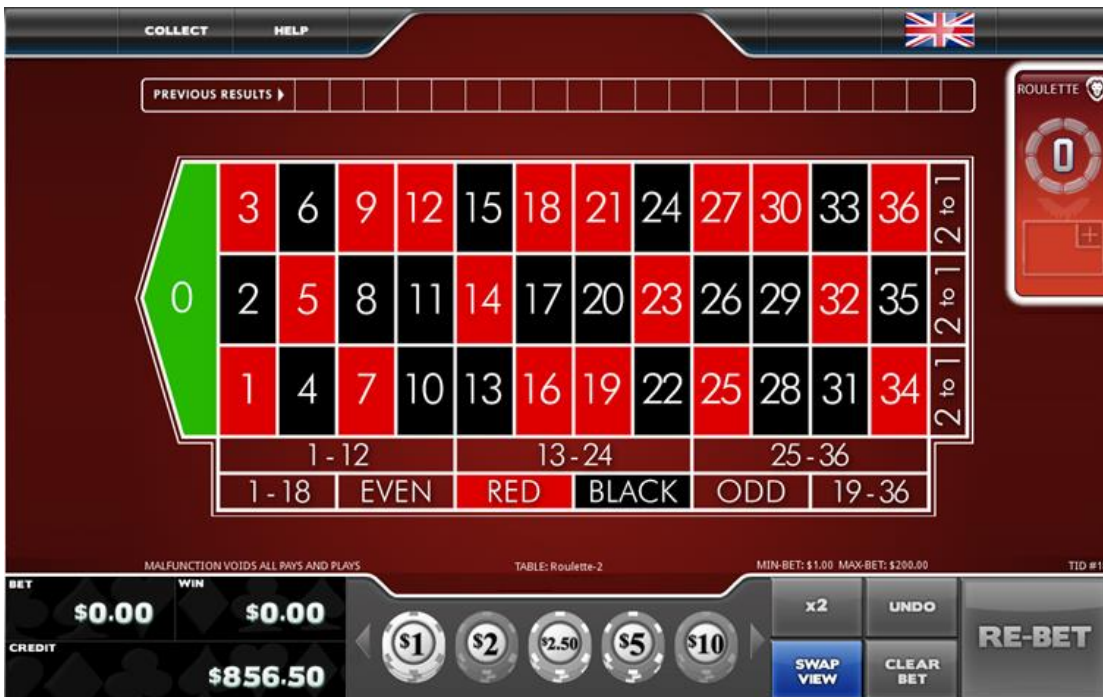 COLLECT HELP
PREVIOUS RESULTS
ROULETTE
0
3 6 9 12 15 18 21 24 27 30 33 36 2 to 1
0 2 5 8 11 14 17 20 23 26 29 32 35 2 to 1
1 4 7 10 13 16 19 22 25 28 31 34 2 to 1
1 - 12 13 - 24 25 - 36
1 - 18 EVEN RED BLACK ODD 19 - 36
MALFUNCTION VOIDS ALL PAYS AND PLAYS TABLE: Roulette-2 MIN-BET: $1.00 MAX-BET: $200.00 TID #1
BET WIN
$0.00 $0.00
CREDIT
$856.50
$1 $2 $2.50 $5 $10
x2 UNDO
SWAP VIEW
CLEAR BET
RE-BET